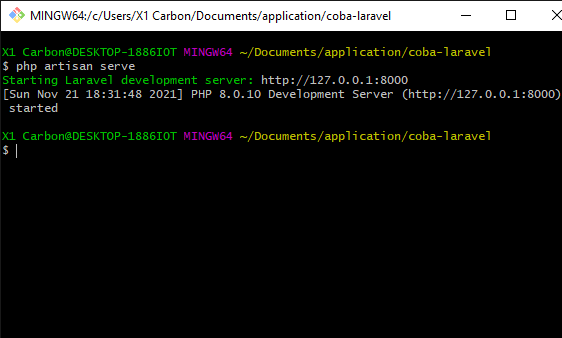 MINGW64:/c/Users/X1 Carbon/Documents/application/coba-laravel
X1 Carbon@DESKTOP-1886IOT MINGW64 ~/Documents/application/coba-laravel
$ php artisan serve
Starting Laravel development server: http://127.0.0.1:8000
[Sun Nov 21 18:31:48 2021] PHP 8.0.10 Development Server (http://127.0.0.1:8000)
started
X1 Carbon@DESKTOP-1886IOT MINGW64 ~/Documents/application/coba-laravel
$